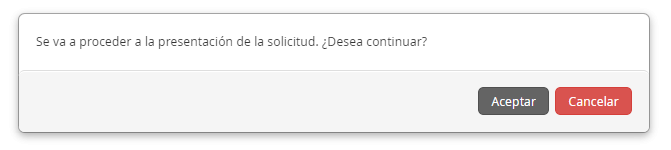 Se va a proceder a la presentación de la solicitud. ¿Desea continuar?
Aceptar Cancelar